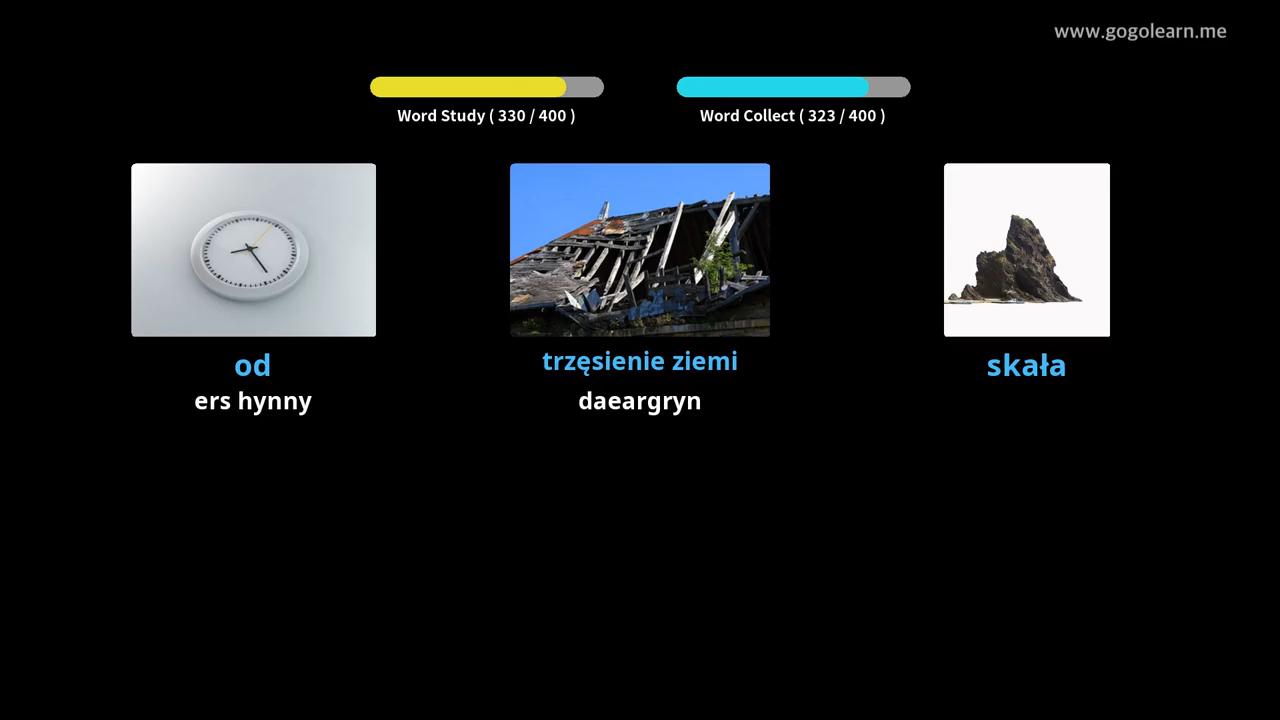 www.gogolearn.me
Word Study ( 330 / 400 )
Word Collect ( 323 / 400 )
od
ers hynny
trzęsienie ziemi
daeargryn
skała